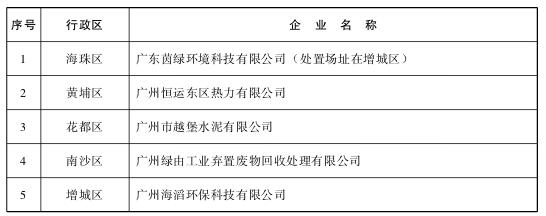 序号 行政区 企业名称
1 海珠区 广东茵绿环境科技有限公司（处置场址在增城区）
2 黄埔区 广州恒运东区热力有限公司
3 花都区 广州市越堡水泥有限公司
4 南沙区 广州绿由工业弃置废物回收处理有限公司
5 增城区 广州海滔环保科技有限公司